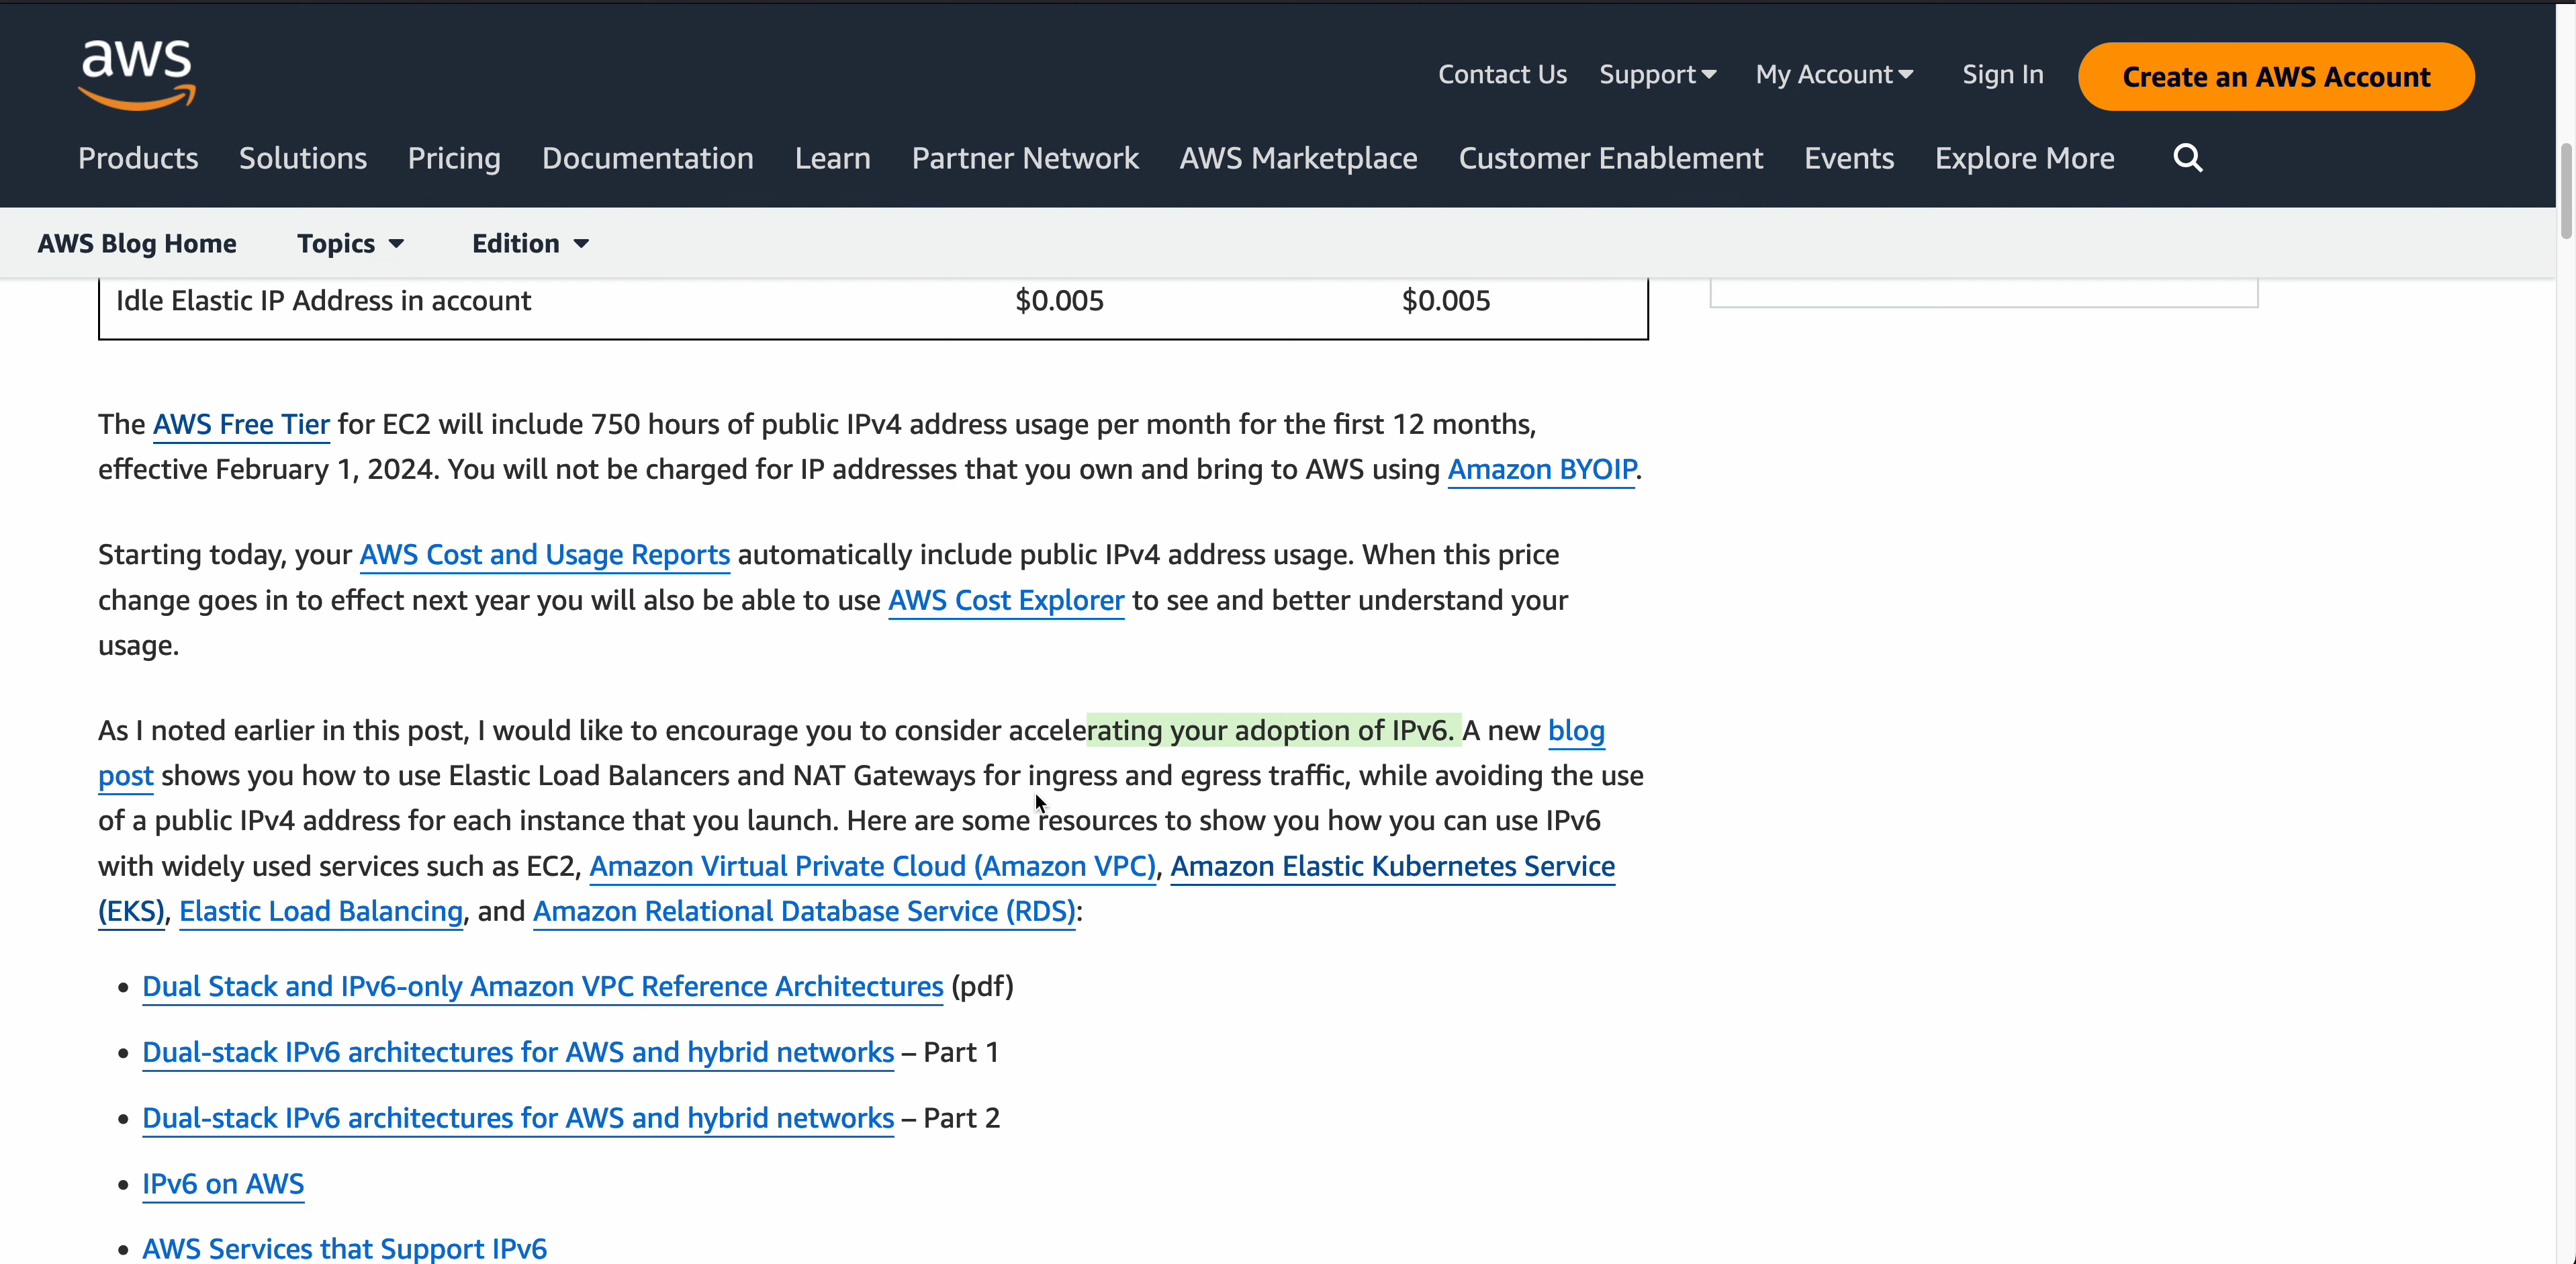 aws
Contact Us Support My Account Sign In Create an AWS Account
Products Solutions Pricing Documentation Learn Partner Network AWS Marketplace Customer Enablement Events Explore More
AWS Blog Home Topics Edition
Idle Elastic IP Address in account $0.005 $0.005
The AWS Free Tier for EC2 will include 750 hours of public IPv4 address usage per month for the first 12 months,
effective February 1, 2024. You will not be charged for IP addresses that you own and bring to AWS using Amazon BYOIP.
Starting today, your AWS Cost and Usage Reports automatically include public IPv4 address usage. When this price
change goes in to effect next year you will also be able to use AWS Cost Explorer to see and better understand your
usage.
As I noted earlier in this post, I would like to encourage you to consider accelerating your adoption of IPv6. A new blog
post shows you how to use Elastic Load Balancers and NAT Gateways for ingress and egress traffic, while avoiding the use
of a public IPv4 address for each instance that you launch. Here are some resources to show you how you can use IPv6
with widely used services such as EC2, Amazon Virtual Private Cloud (Amazon VPC), Amazon Elastic Kubernetes Service
(EKS), Elastic Load Balancing, and Amazon Relational Database Service (RDS):
• Dual Stack and IPv6-only Amazon VPC Reference Architectures (pdf)
• Dual-stack IPv6 architectures for AWS and hybrid networks – Part 1
• Dual-stack IPv6 architectures for AWS and hybrid networks – Part 2
• IPv6 on AWS
• AWS Services that Support IPv6